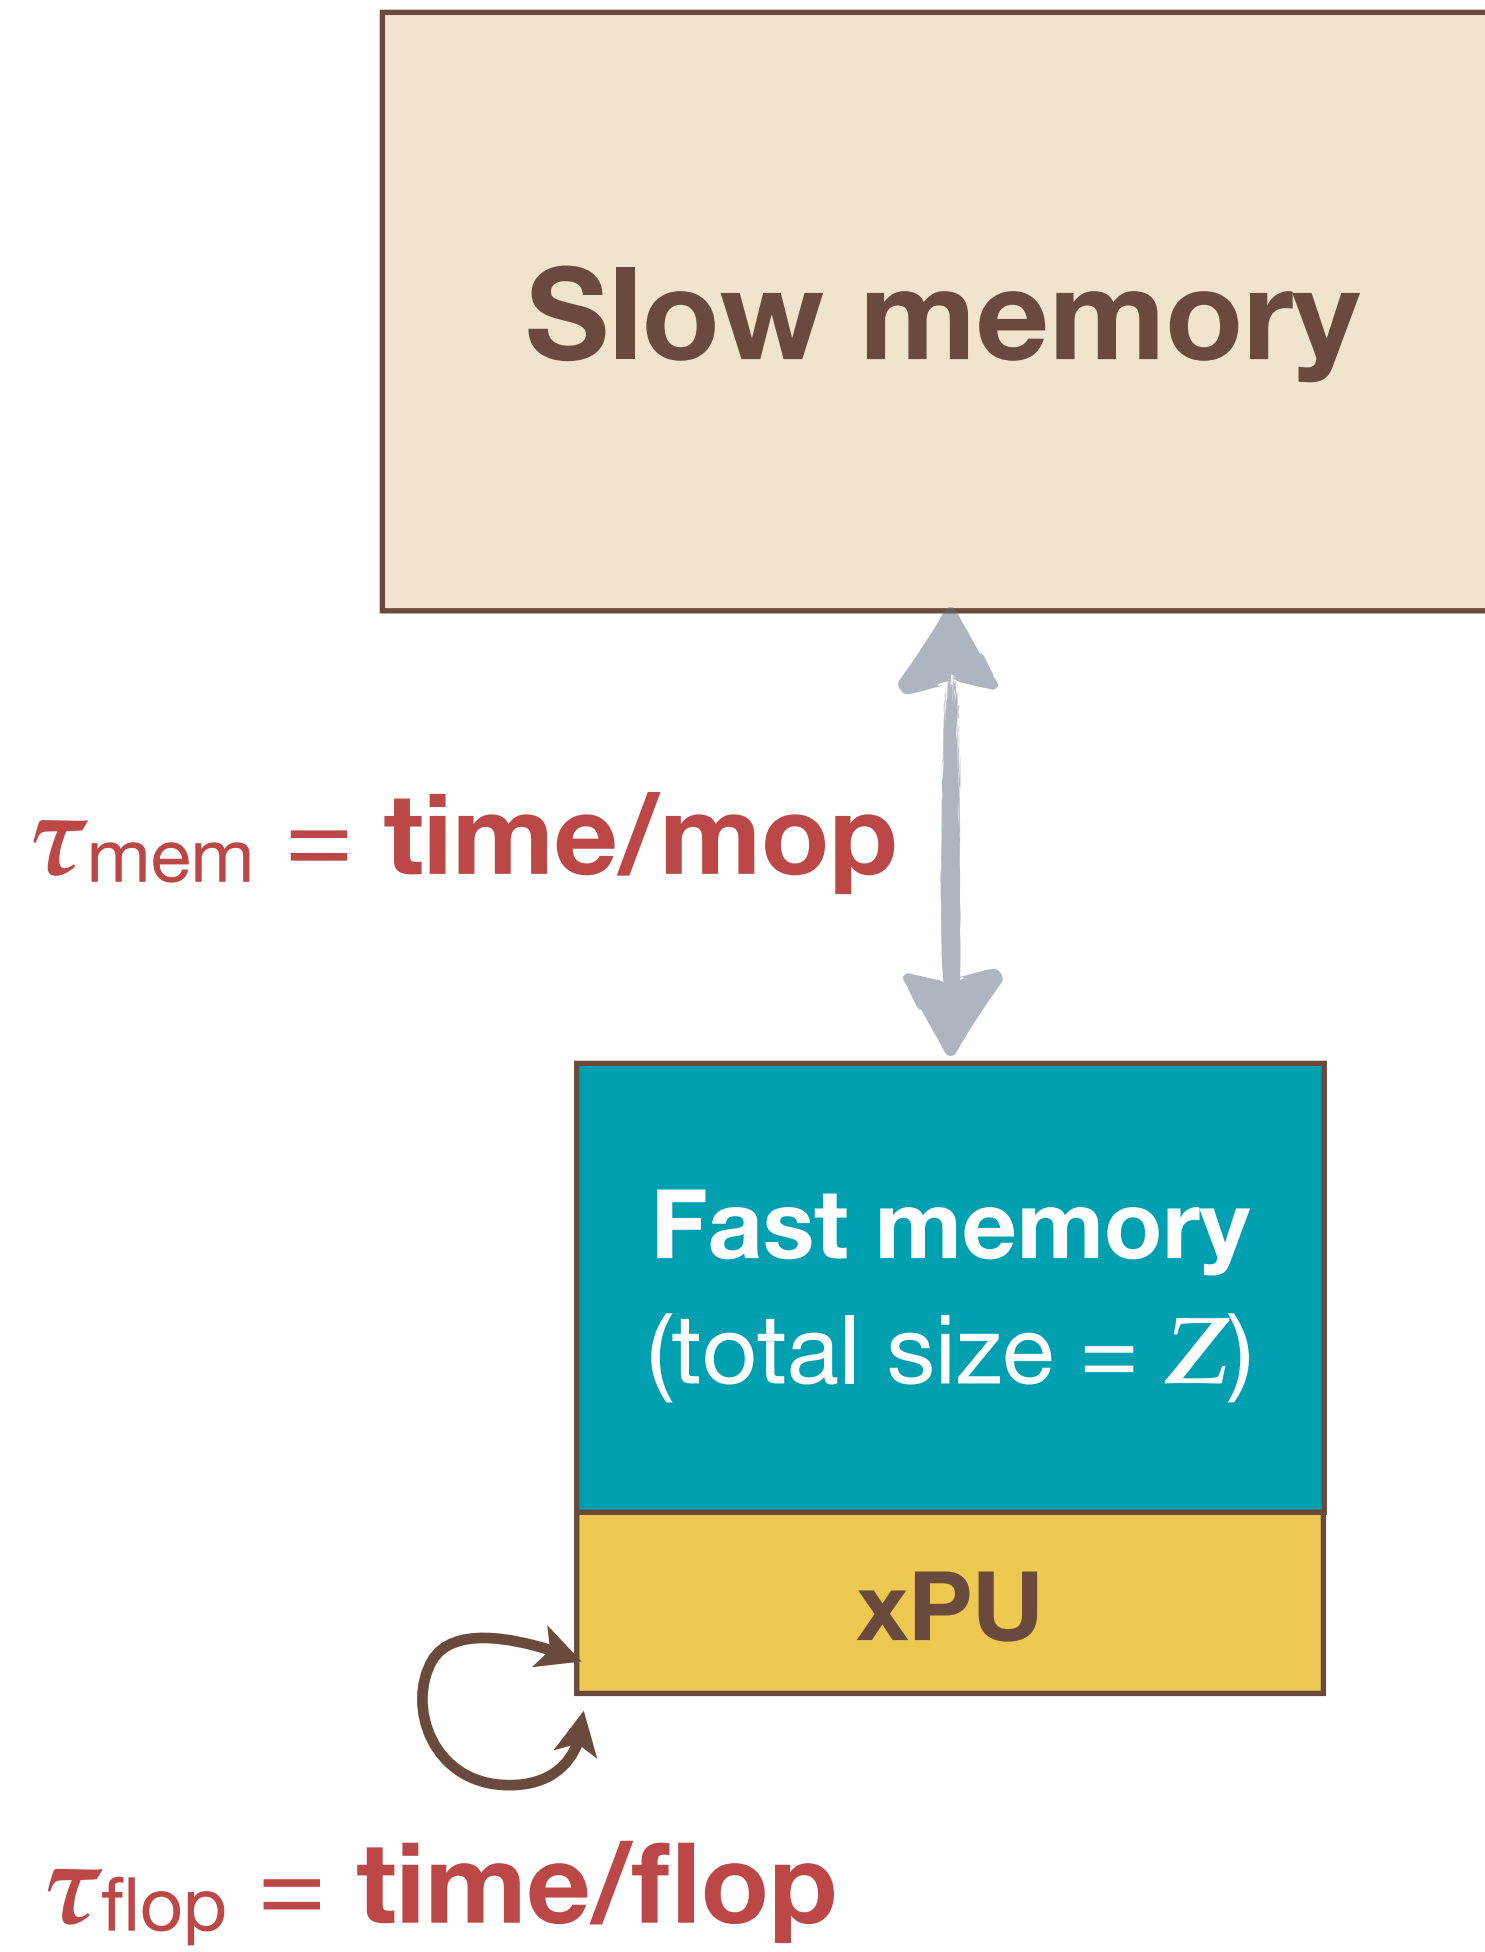 Slow memory
τmem = time/mop
Fast memory
(total size = Z)
xPU
τflop = time/flop